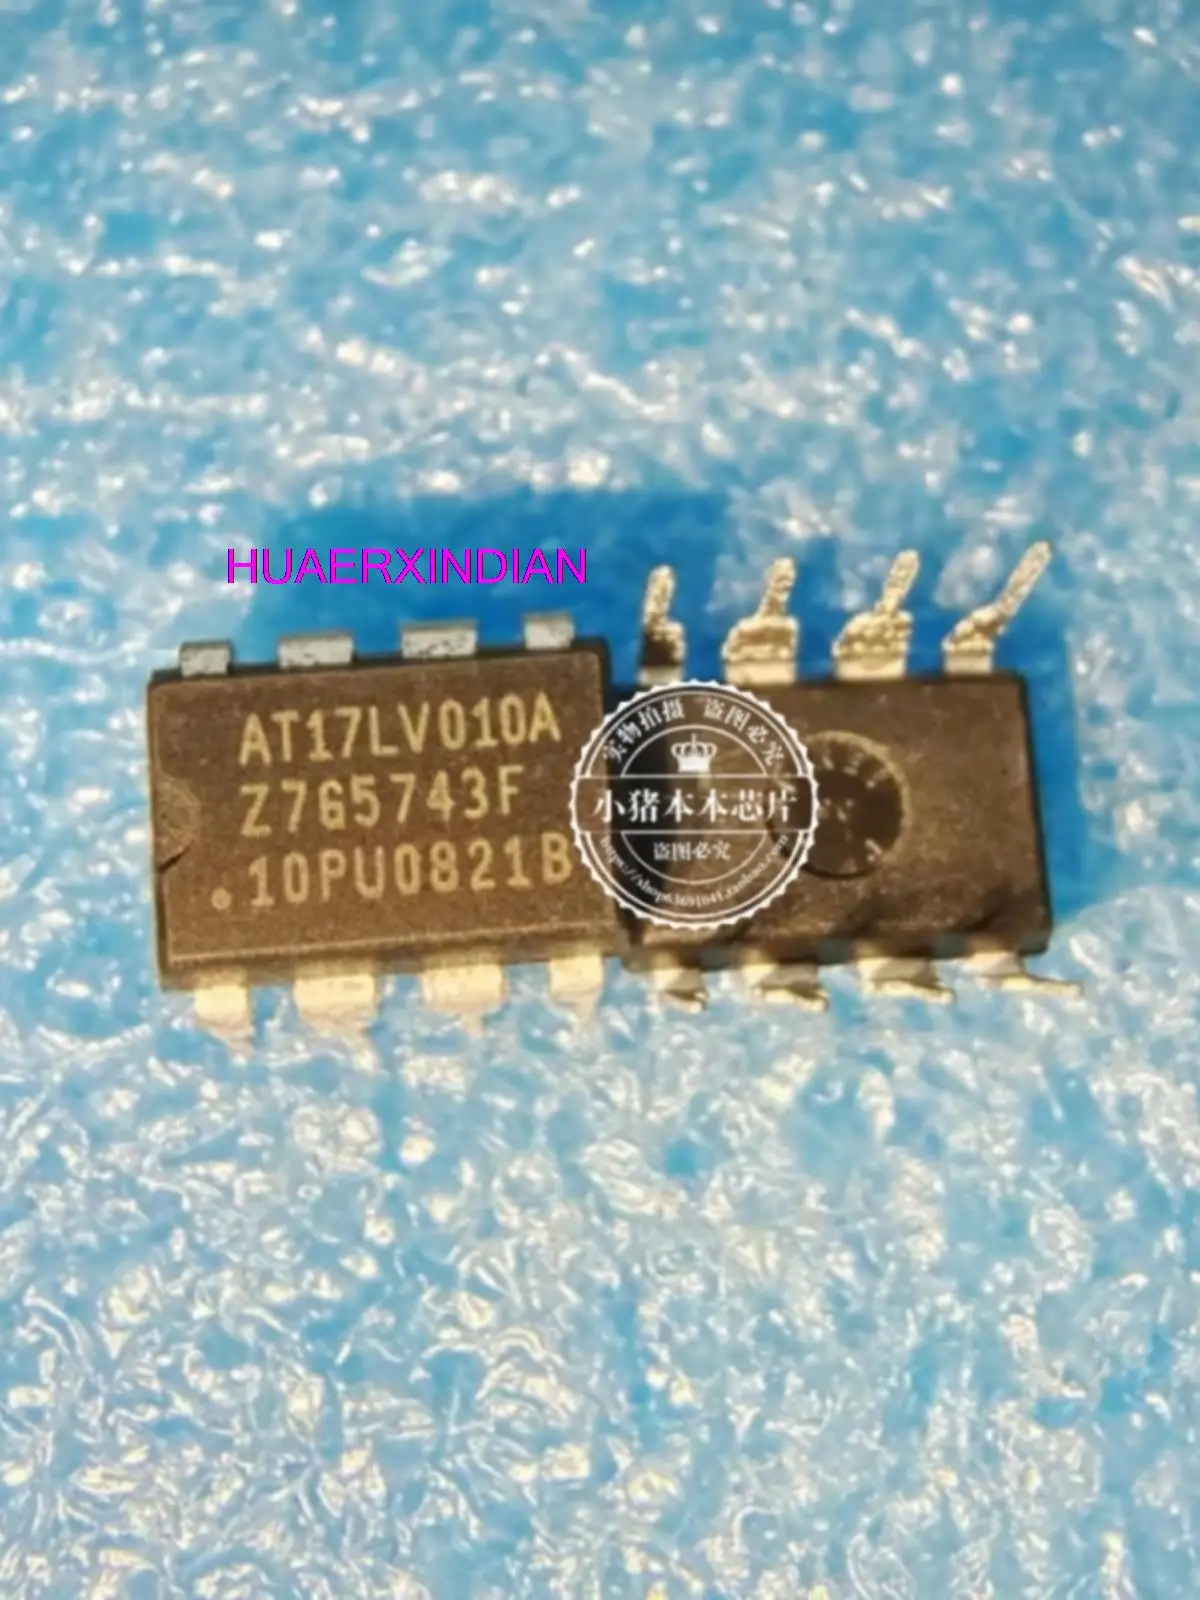 HUAERXINDIAN
AT17LV010A
Z765743F
10PU0821B
实物拍摄 盗图必究
小猪本本芯片
盗图必究